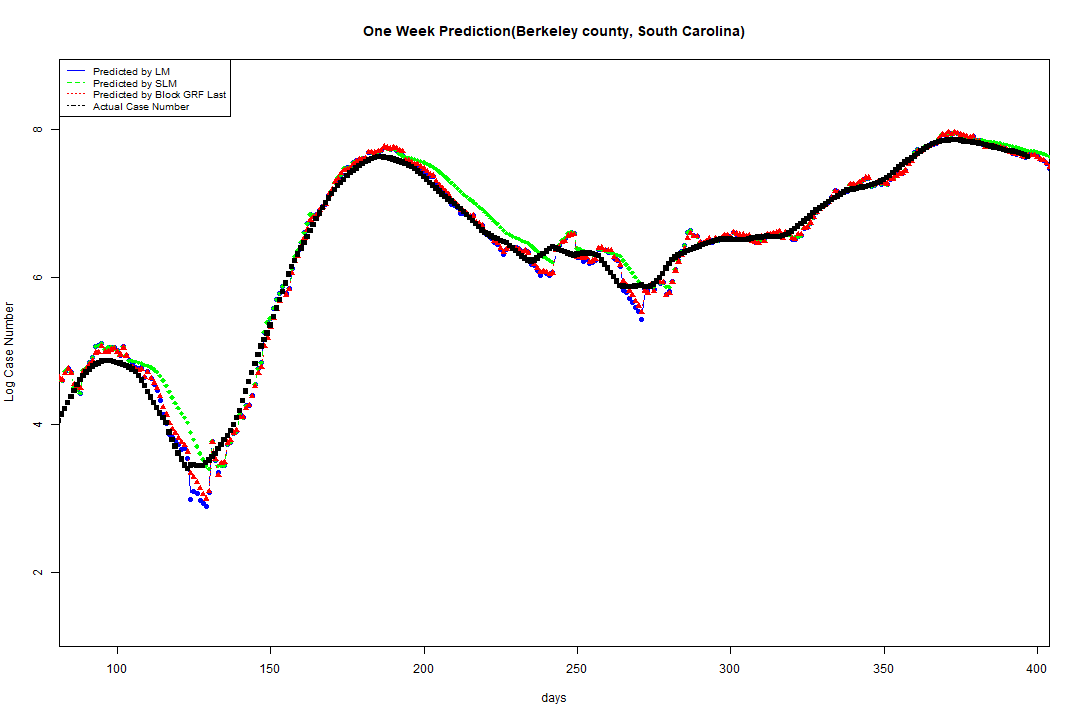 One Week Prediction(Berkeley county, South Carolina)
Predicted by LM
Predicted by SLM
Predicted by Block GRF Last
Actual Case Number
8
6
4
2
Log Case Number
100 150 200 250 300 350 400
days